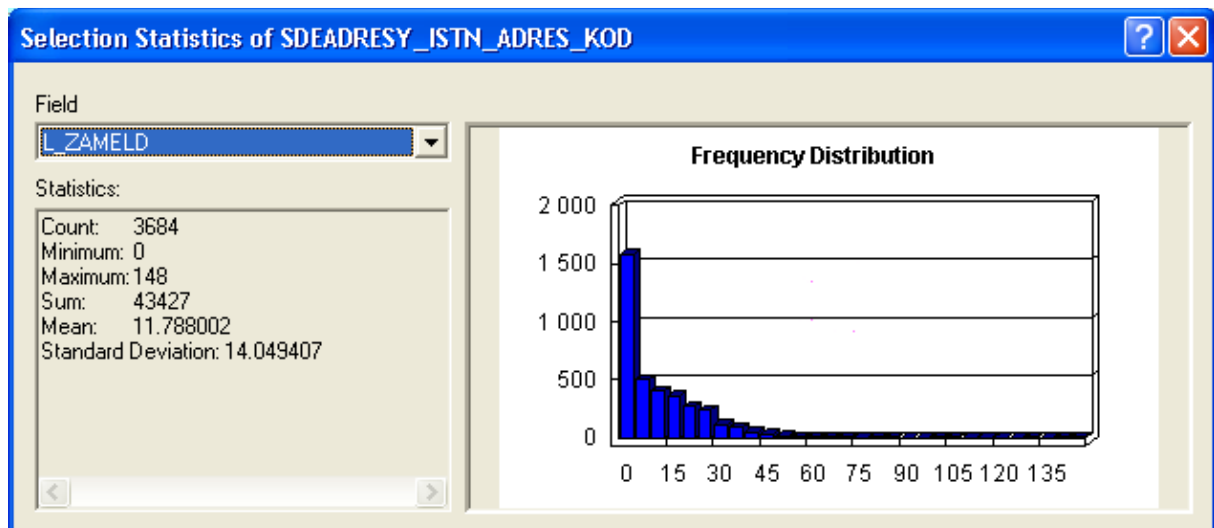 Selection Statistics of SDEADRESY_ISTN_ADRES_KOD
Field
L_ZAMELD
Statistics:
Count: 3684
Minimum: 0
Maximum: 148
Sum: 43427
Mean: 11.788002
Standard Deviation: 14.049407
Frequency Distribution
2 000
1 500
1 000
500
0
0 15 30 45 60 75 90 105 120 135